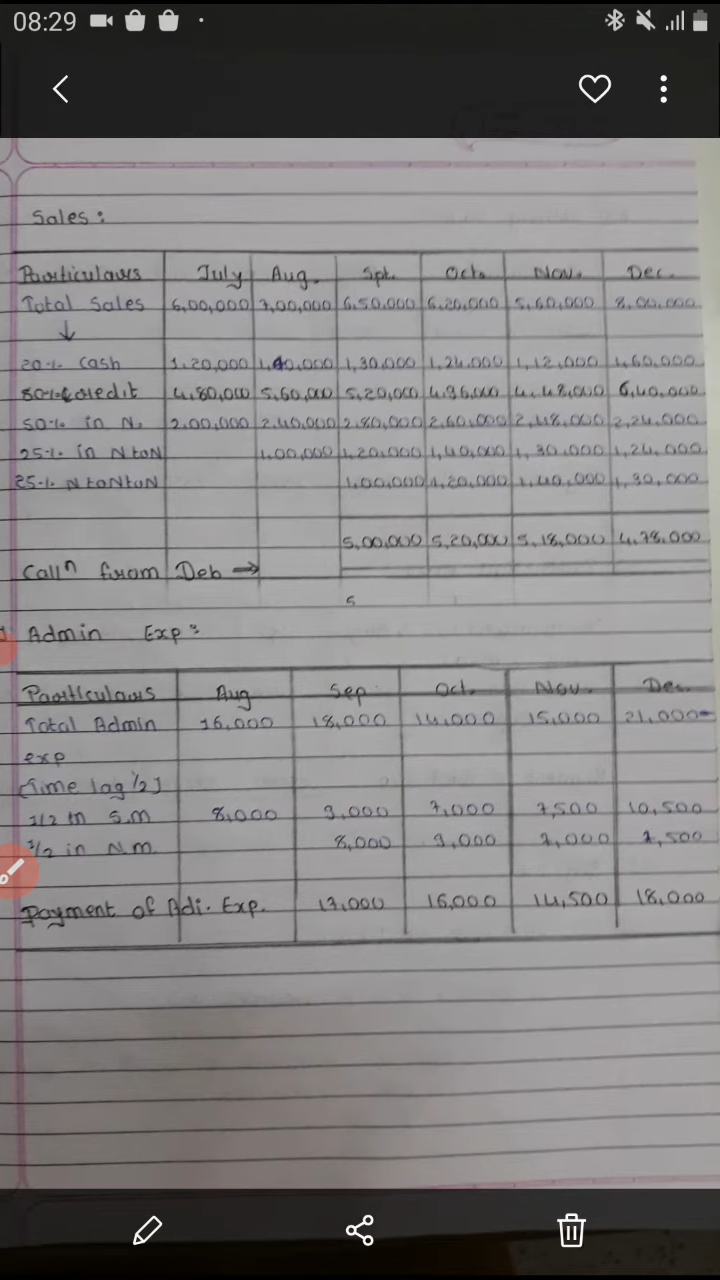 08:29
Sales:
Particulars July Aug. Spt. Oct. Nov. Dec.
Total Sales 6,00,000 7,00,000 6,50,000 6,20,000 5,60,000 8,00,000
↓
20% Cash 1,20,000 1,40,000 1,30,000 1,24,000 1,12,000 1,60,000
80% credit 4,80,000 5,60,000 5,20,000 4,96,000 4,48,000 6,40,000
50% in N. 2,00,000 2,40,000 2,80,000 2,60,000 2,48,000 2,24,000
25% in N to N 1,00,000 1,20,000 1,40,000 1,30,000 1,24,000
25% N to N to N 1,00,000 1,20,000 1,40,000 1,30,000
5,00,000 5,20,000 5,18,000 4,78,000
Calln from Deb →
5
Admin Exp:
Particulars Aug Sep. Oct. Nov. Dec.
Total Admin 16,000 18,000 14,000 15,000 21,000
exp
(Time lag 1/2)
1/2 in S.M 8,000 9,000 7,000 7,500 10,500
1/2 in N.M. 8,000 9,000 7,000 7,500
Payment of Adi. Exp. 17,000 16,000 14,500 18,000